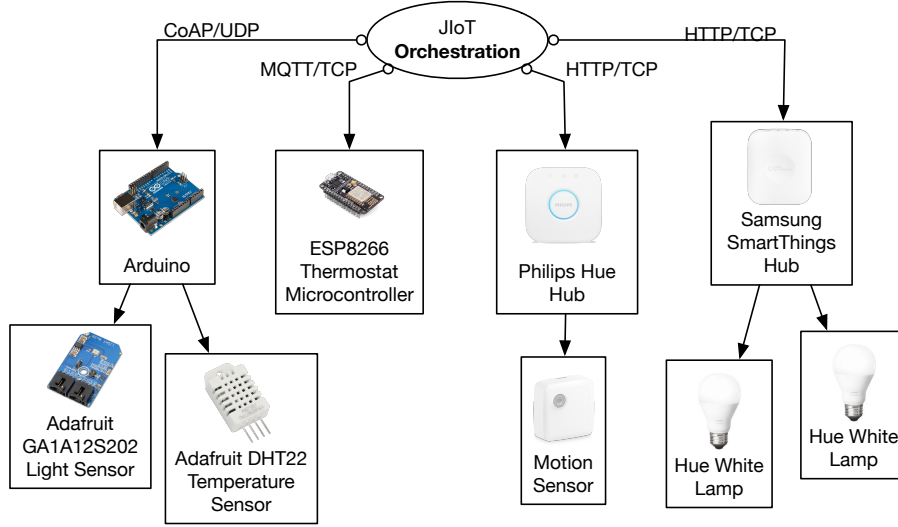 JIoT
Orchestration
CoAP/UDP
MQTT/TCP
HTTP/TCP
HTTP/TCP
Arduino
ESP8266
Thermostat
Microcontroller
Philips Hue
Hub
Samsung
SmartThings
Hub
Adafruit
GA1A12S202
Light Sensor
Adafruit DHT22
Temperature
Sensor
Motion
Sensor
Hue White
Lamp
Hue White
Lamp